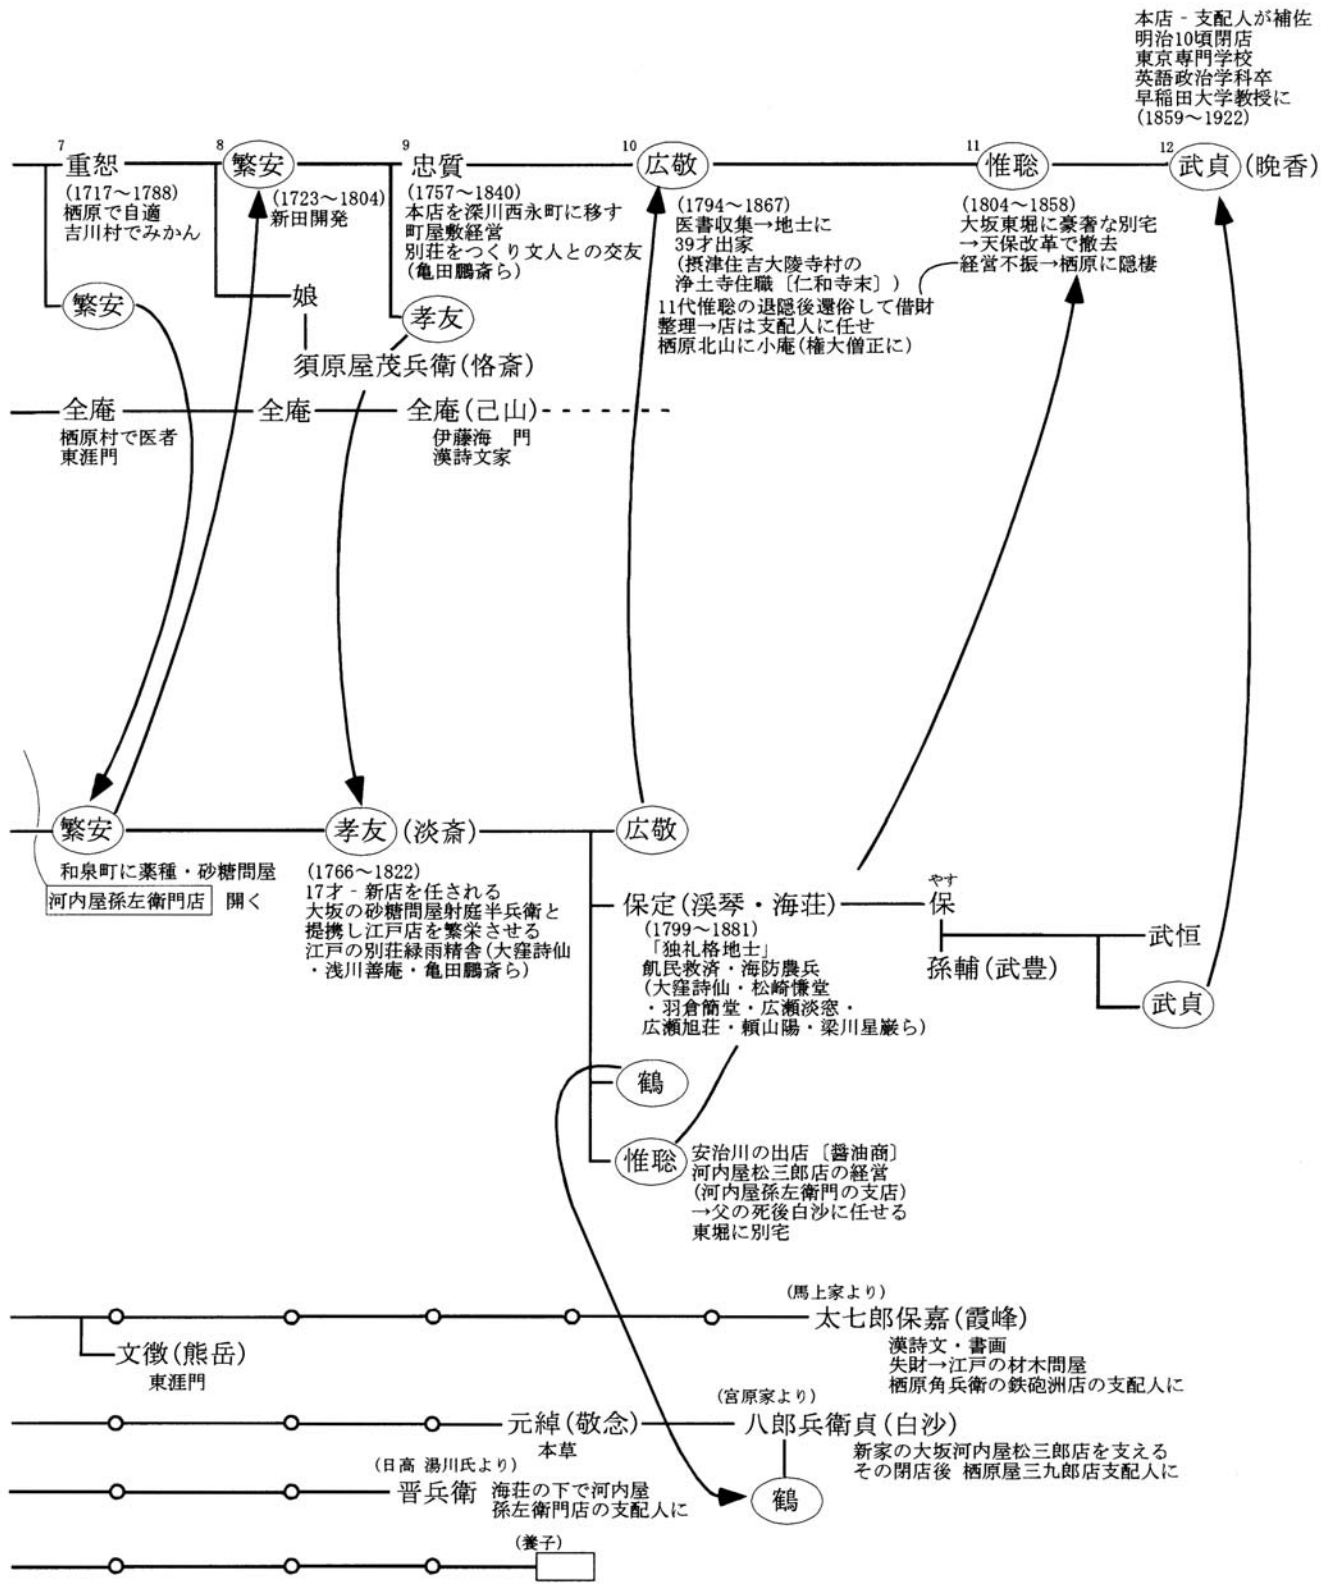 本店‐支配人が補佐
明治10頃閉店
東京専門学校
英語政治学科卒
早稲田大学教授に
(1859～1922)
7
重恕
8
繁安
9
忠質
10
広敬
11
惟聡
12
武貞(晩香)
(1717～1788)
栖原で自適
吉川村でみかん
(1723～1804)
新田開発
(1757～1840)
本店を深川西永町に移す
町屋敷経営
別荘をつくり文人との交友
(亀田鵬斎ら)
(1794～1867)
医書収集→地士に
39才出家
(摂津住吉大陵寺村の
浄土寺住職〔仁和寺末〕)
11代惟聡の退隠後還俗して借財
整理→店は支配人に任せ
栖原北山に小庵(権大僧正に)
(1804～1858)
大坂東堀に豪奢な別宅
→天保改革で撤去
経営不振→栖原に隠棲
繁安
娘
孝友
須原屋茂兵衛(恪斎)
全庵
全庵
全庵(己山)
栖原村で医者
東涯門
伊藤海　門
漢詩文家
繁安
孝友(淡斎)
広敬
和泉町に薬種・砂糖問屋
河内屋孫左衛門店 開く
(1766～1822)
17才‐新店を任される
大坂の砂糖問屋射庭半兵衛と
提携し江戸店を繁栄させる
江戸の別荘緑雨精舎(大窪詩仙
・浅川善庵・亀田鵬斎ら)
保定(渓琴・海荘)
やす
保
(1799～1881)
「独礼格地士」
飢民救済・海防農兵
(大窪詩仙・松崎慊堂
・羽倉簡堂・広瀬淡窓・
広瀬旭荘・頼山陽・梁川星巌ら)
孫輔(武豊)
武恒
武貞
鶴
惟聡
安治川の出店〔醤油商〕
河内屋松三郎店の経営
(河内屋孫左衛門の支店)
→父の死後白沙に任せる
東堀に別宅
(馬上家より)
太七郎保嘉(霞峰)
漢詩文・書画
失財→江戸の材木問屋
栖原角兵衛の鉄砲洲店の支配人に
文徴(熊岳)
東涯門
元綽(敬念)
本草
(宮原家より)
八郎兵衛貞(白沙)
新家の大坂河内屋松三郎店を支える
その閉店後 栖原屋三九郎店支配人に
(日高 湯川氏より)
晋兵衛
海荘の下で河内屋
孫左衛門店の支配人に
鶴
(養子)